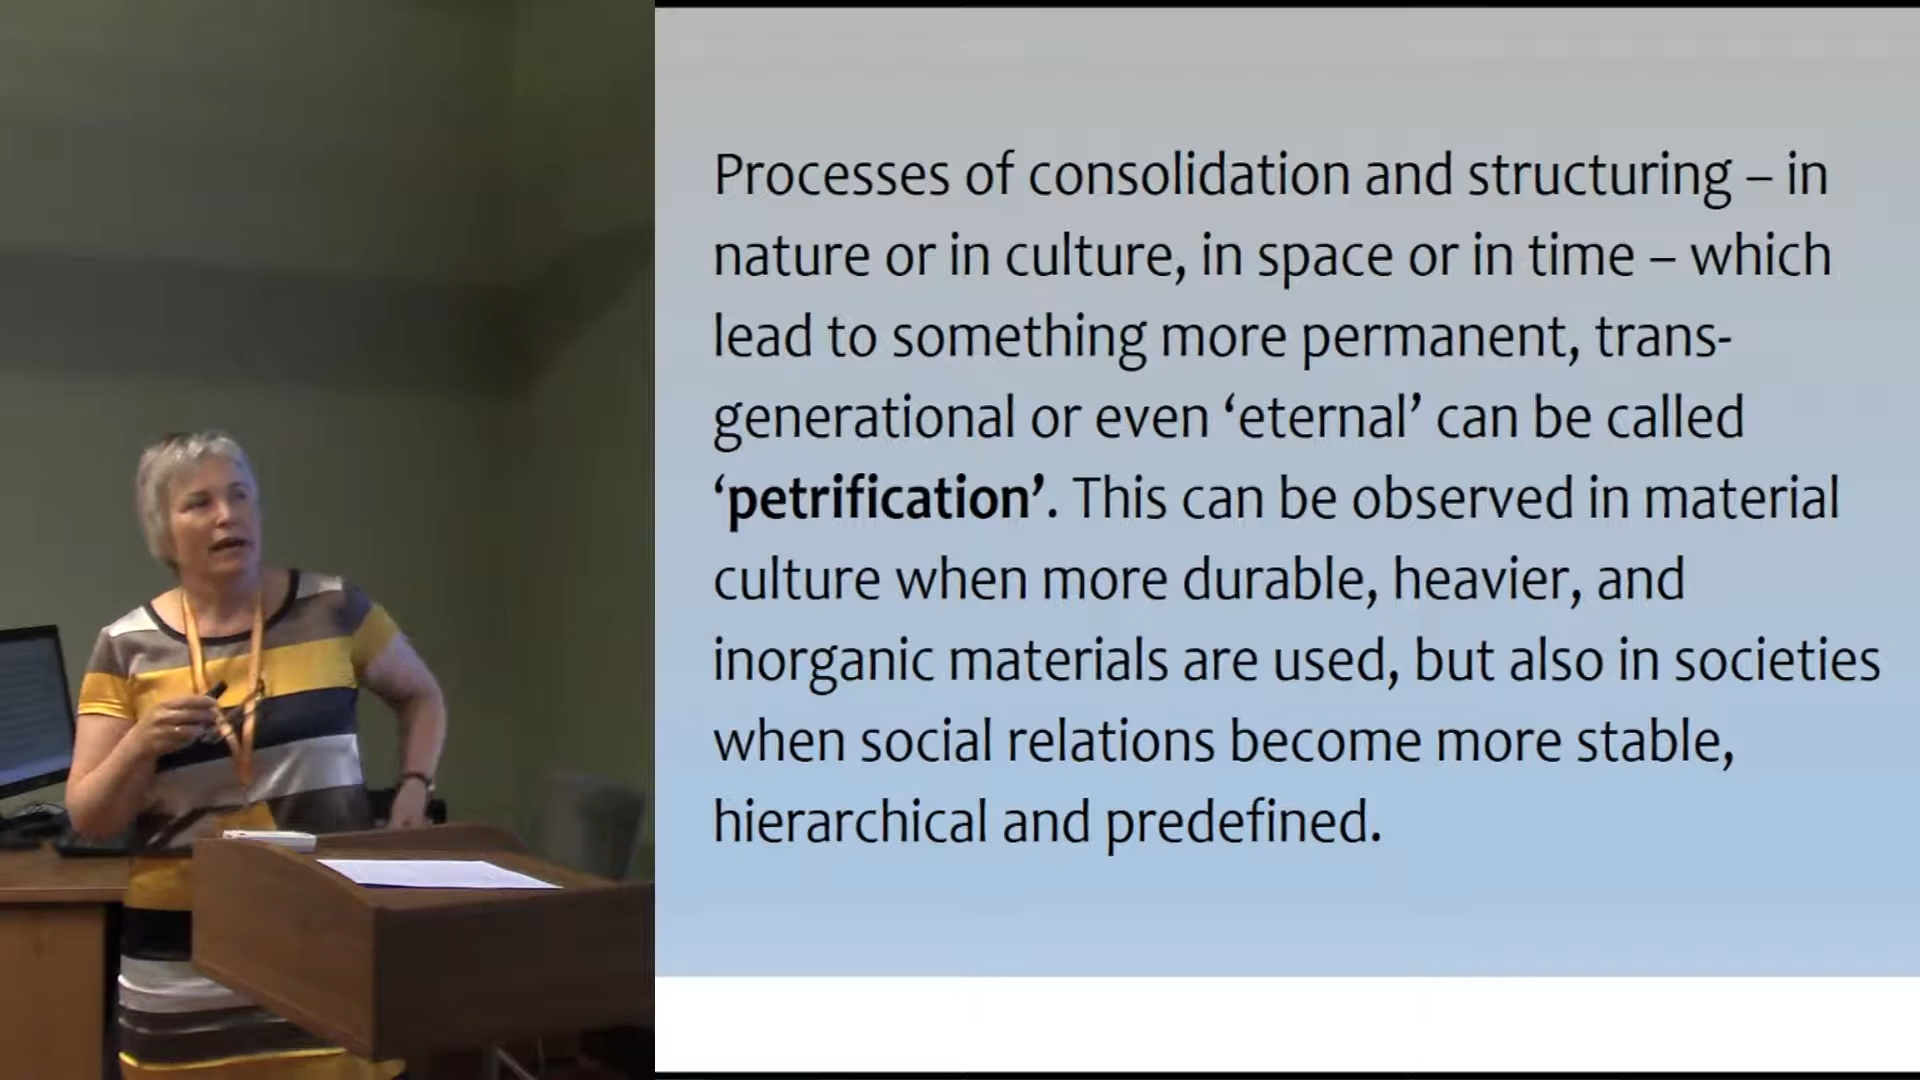 Processes of consolidation and structuring – in
nature or in culture, in space or in time – which
lead to something more permanent, trans-
generational or even ‘eternal’ can be called
‘petrification’. This can be observed in material
culture when more durable, heavier, and
inorganic materials are used, but also in societies
when social relations become more stable,
hierarchical and predefined.